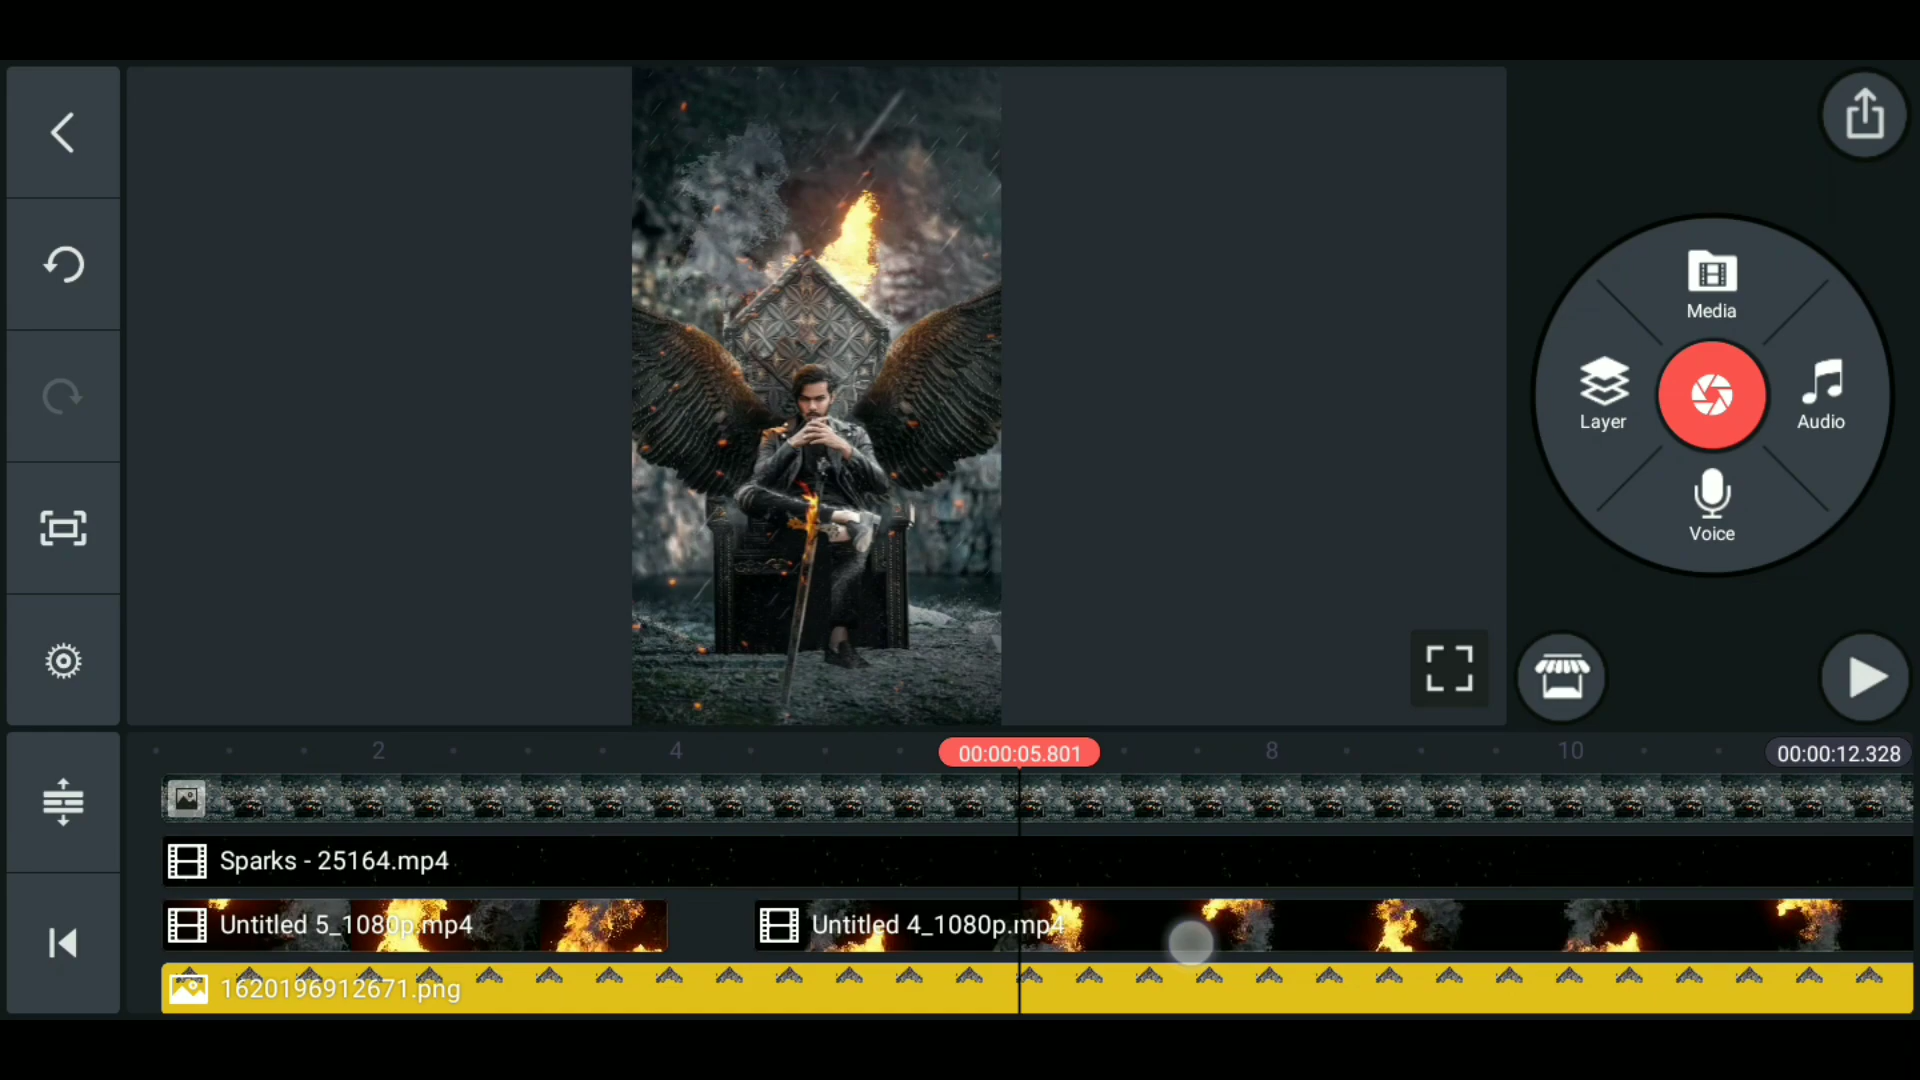 Media
Layer
Audio
Voice
2
4
00:00:05.801
8
10
00:00:12.328
Sparks - 25164.mp4
Untitled 5_1080p.mp4
Untitled 4_1080p.mp4
1620196912671.png